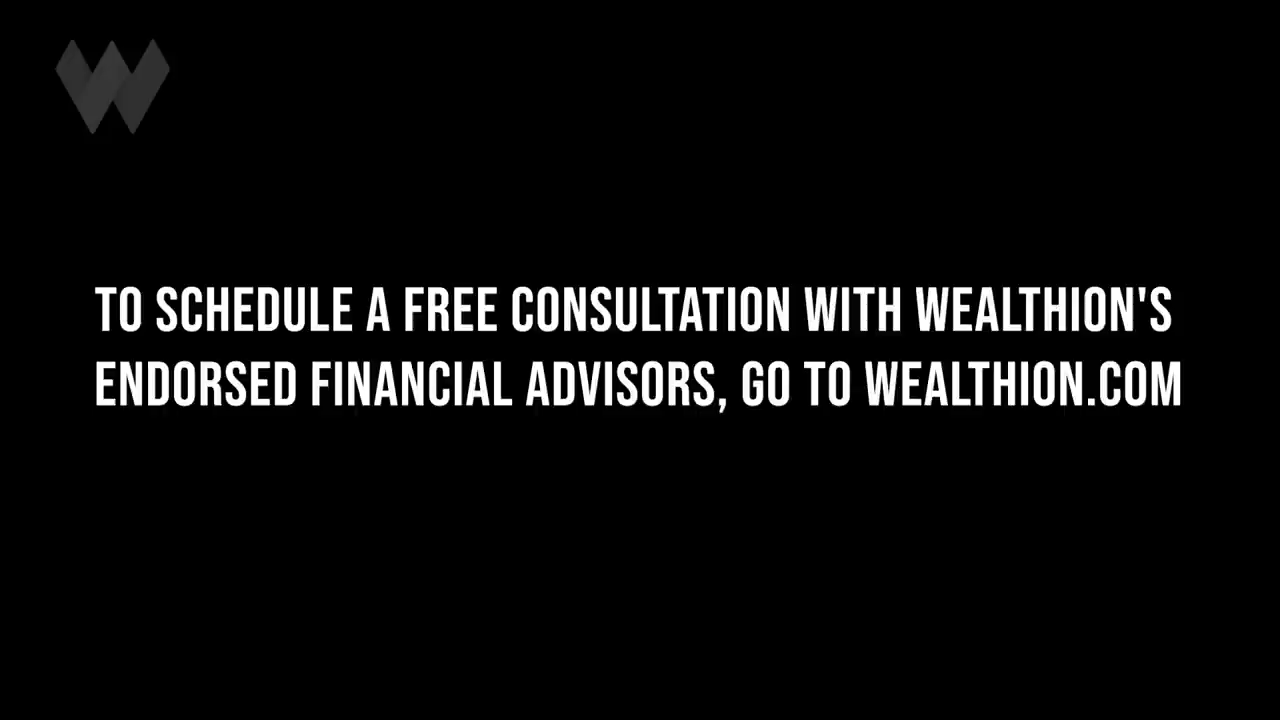 TO SCHEDULE A FREE CONSULTATION WITH WEALTHION'S
ENDORSED FINANCIAL ADVISORS, GO TO WEALTHION.COM